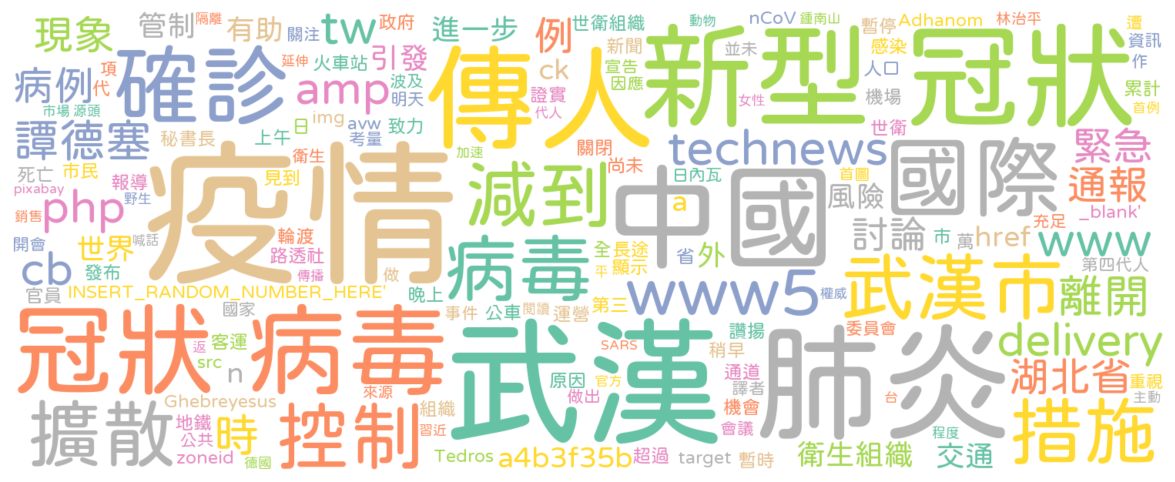 現象
管制
隔離
有助
關注
tw
政府
進一步
例
世衛組織
動物
nCoV
鍾南山
暫停
Adhanom
林治平
遭
延伸
新聞
並未
感染
資訊
病例
項
代
確診
火車站
引發
波及
傳人
ck
宣告
因應
新型
冠狀
人口
作
市場
源頭
amp
明天
證實
代人
女性
機場
累計
首例
譚德塞
秘書長
上午
日
img
avw
考量
致力
關閉
世衛
technews
緊急
死亡
市民
衛生
見到
加速
尚未
日內瓦
首圖
國際
通報
pixabay
報導
野生
疫情
減到
a
中國
風險
_blank'
銷售
php
輪渡
討論
市
萬
充足
href
www
開會
喊話
世界
路透社
傳播
病毒
全
長途
省
外
第四代人
cb
發布
做
平
顯示
官員
INSERT_RANDOM_NUMBER_HERE'
晚上
www5
權威
武漢市
離開
國家
事件
公車
閱讀
運營
第三
冠狀
病毒
返
客運
src
n
來源
武漢
SARS
原因
官方
做出
讚揚
稍早
通道
譯者
肺炎
委員會
delivery
湖北省
重視
主動
擴散
Ghebreyesus
地鐵
公共
zoneid
時
德國
控制
組織
習近
機會
會議
台
程度
措施
Tedros
a4b3f35b
超過
target
暫時
衛生組織
交通